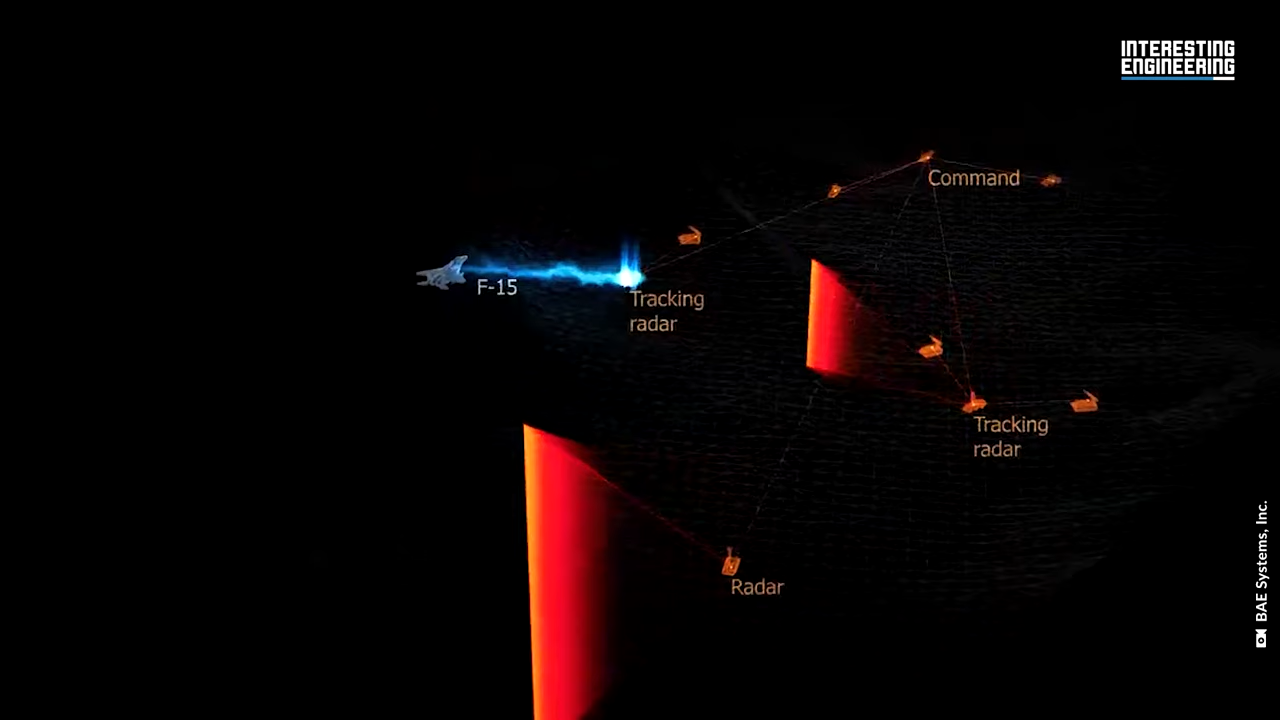 INTERESTING
ENGINEERING
Command
F-15
Tracking
radar
Tracking
radar
Radar
BAE Systems, Inc.